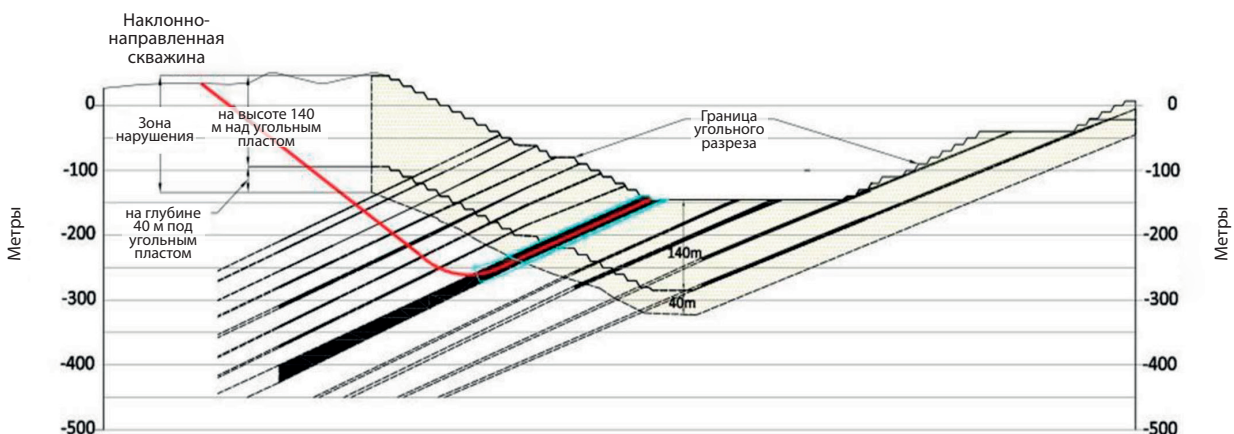 Наклонно-
направленная
скважина
0
Зона
нарушения
на высоте 140
м над угольным
пластом
Граница
угольного
разреза
0
-100
-100
на глубине
40 м под
угольным
пластом
Метры
Метры
-200
140m
-200
-300
40m
-300
-400
-400
-500
-500